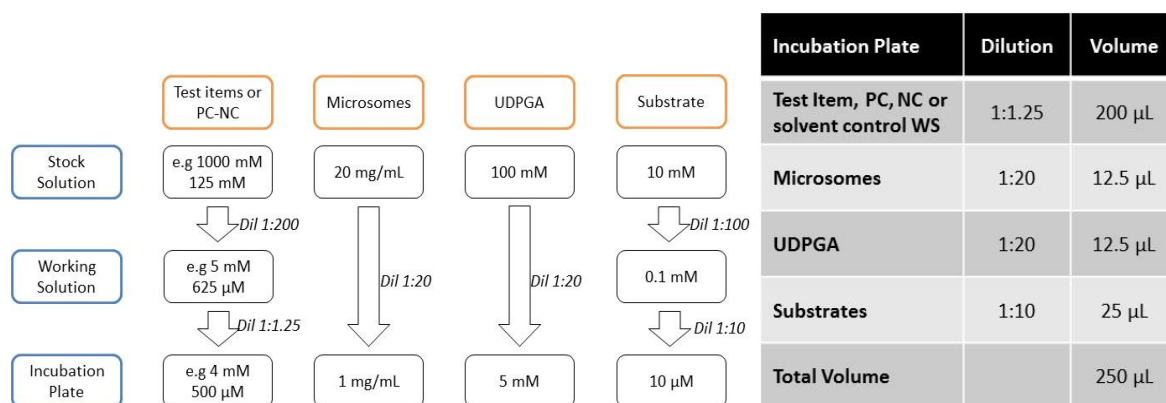 Test items or
PC-NC
Microsomes
UDPGA
Substrate
Stock
Solution
e.g 1000 mM
125 mM
20 mg/mL
100 mM
10 mM
Dil 1:200
Dil 1:100
Working
Solution
e.g 5 mM
625 µM
Dil 1:20
Dil 1:20
0.1 mM
Dil 1:1.25
Dil 1:10
Incubation
Plate
e.g 4 mM
500 µM
1 mg/mL
5 mM
10 µM
Incubation Plate Dilution Volume
Test Item, PC, NC or
solvent control WS 1:1.25 200 µL
Microsomes 1:20 12.5 µL
UDPGA 1:20 12.5 µL
Substrates 1:10 25 µL
Total Volume 250 µL